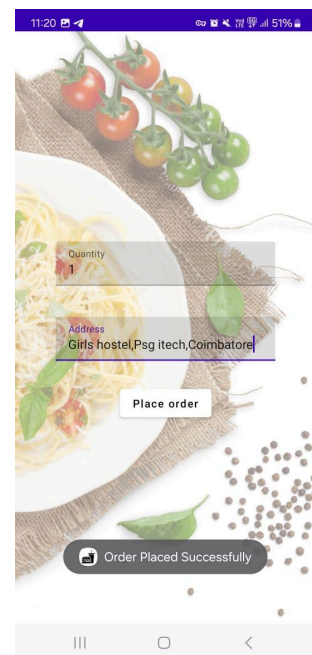 11:20
51%
Quantity
1
Address
Girls hostel,Psg itech,Coimbatore
Place order
Order Placed Successfully